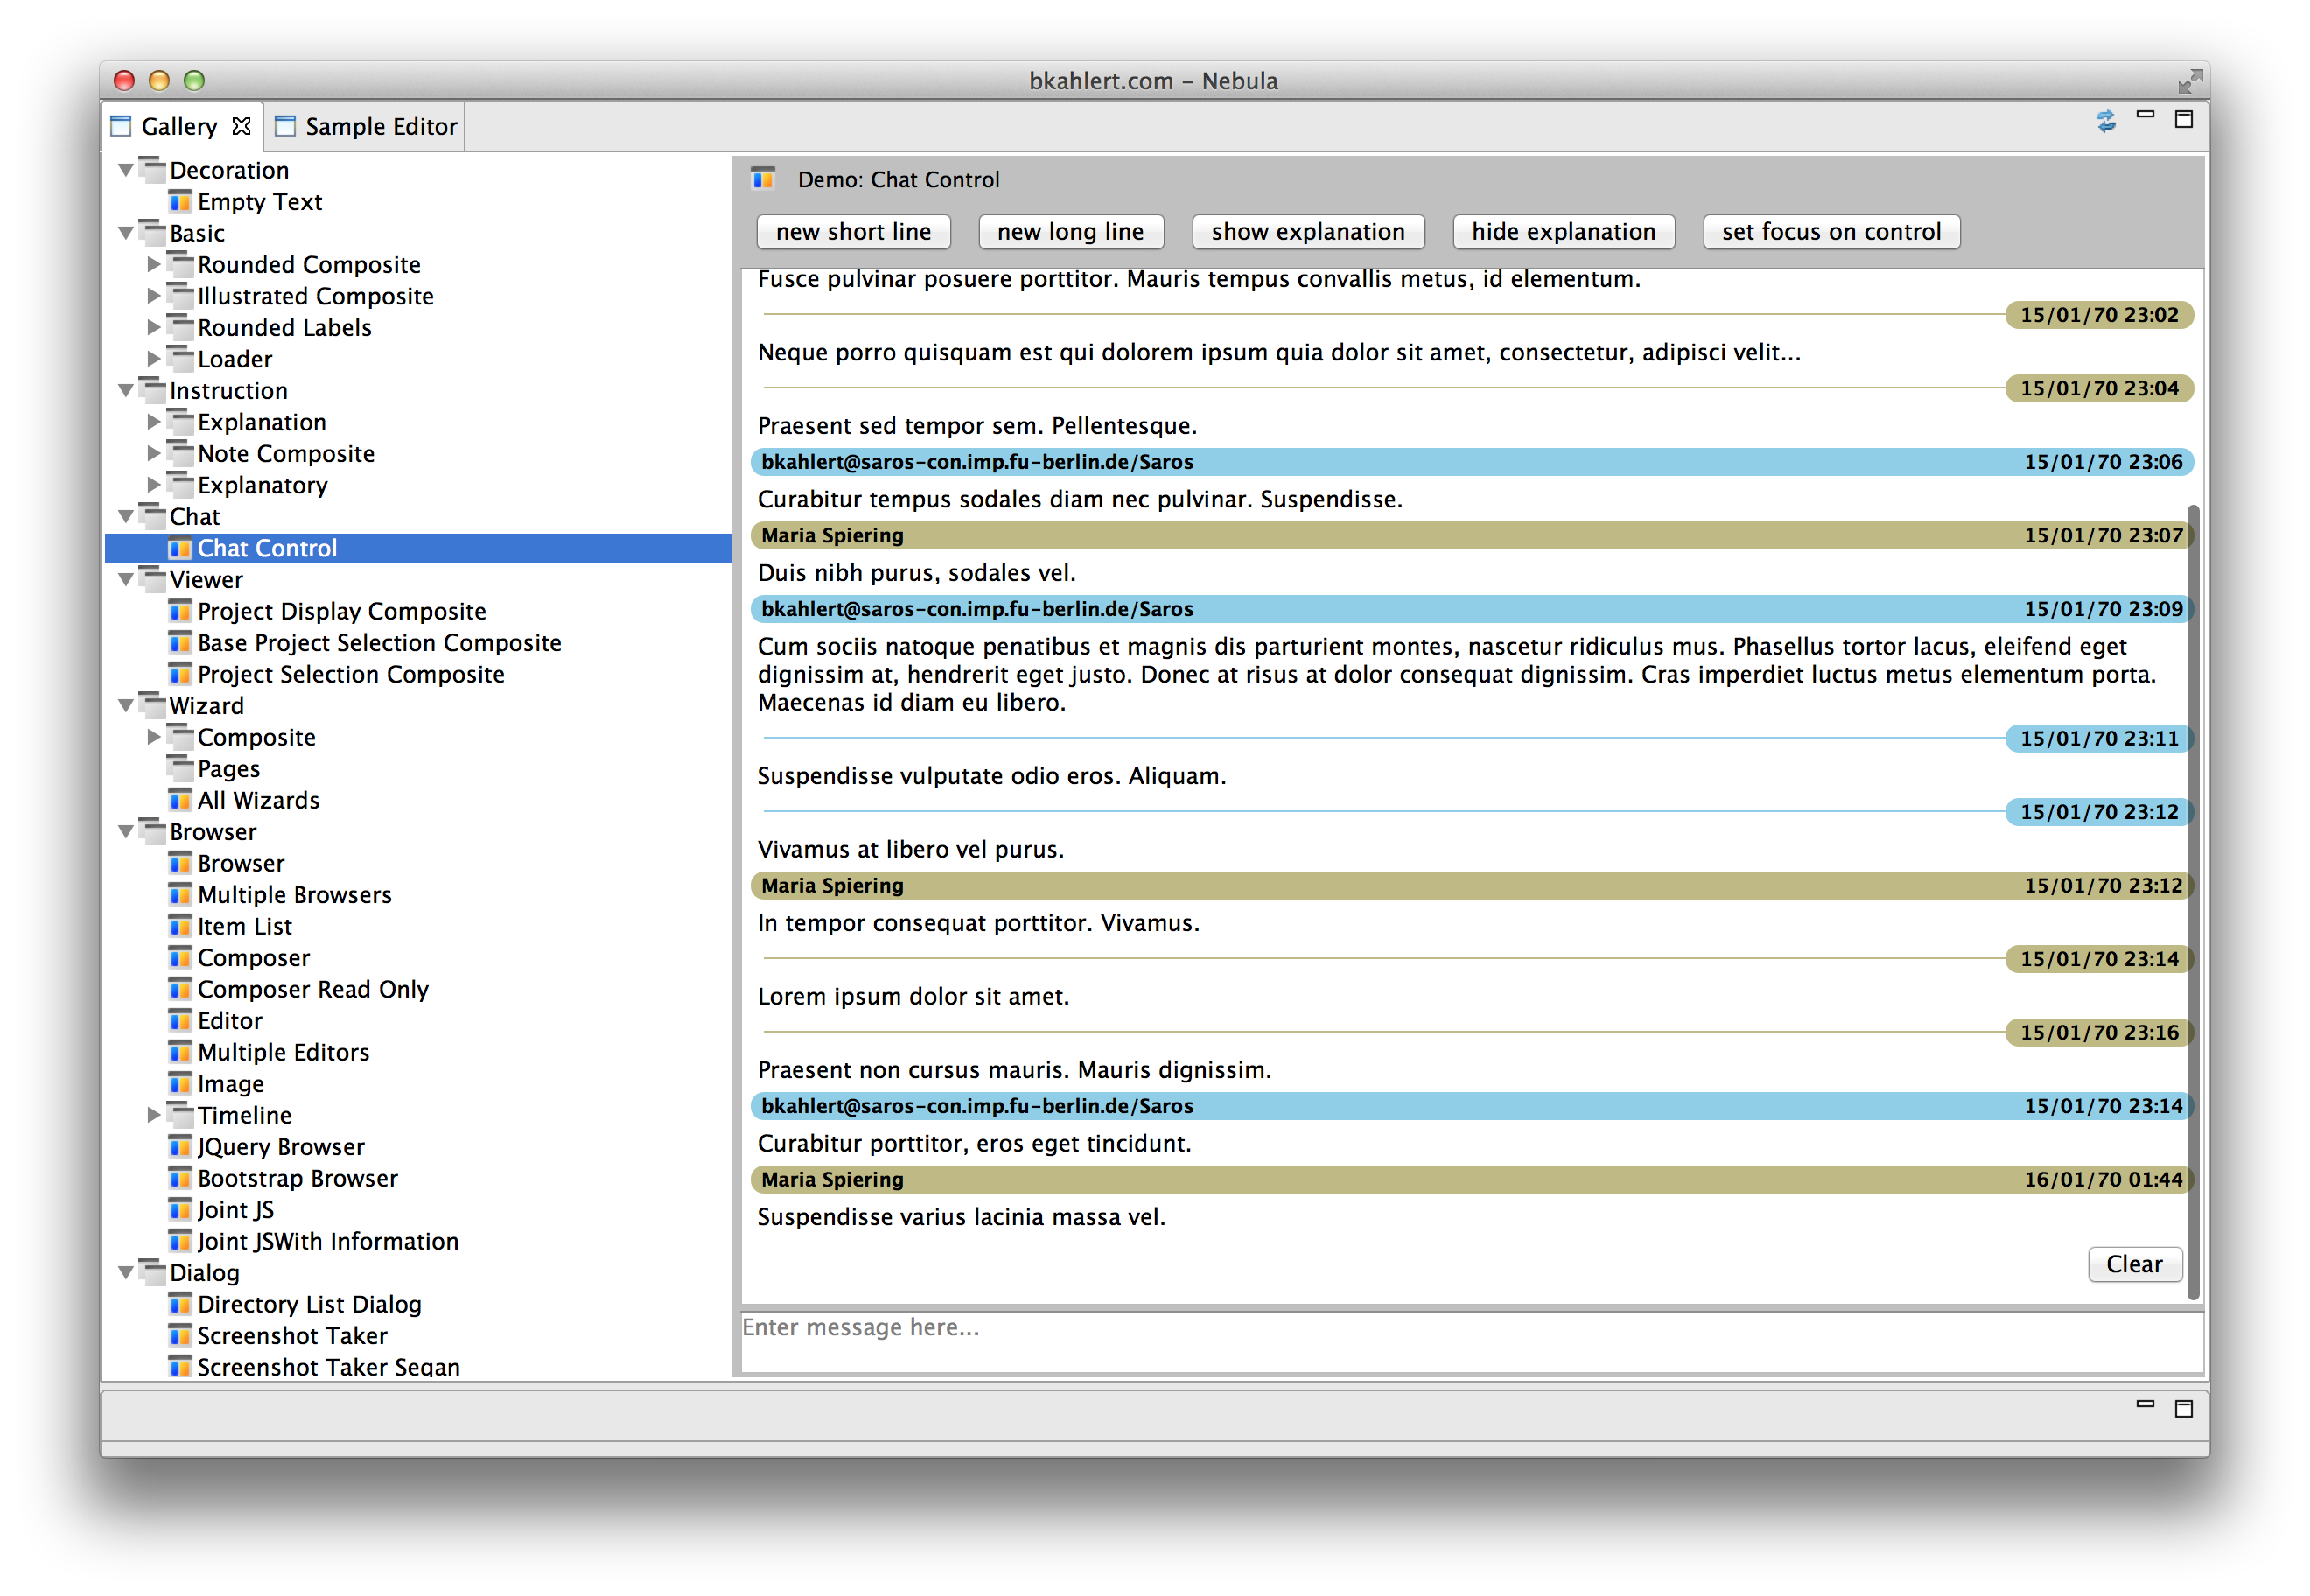 bkahlert.com – Nebula
Gallery
Sample Editor
Decoration
Empty Text
Basic
Rounded Composite
Illustrated Composite
Rounded Labels
Loader
Instruction
Explanation
Note Composite
Explanatory
Chat
Chat Control
Viewer
Project Display Composite
Base Project Selection Composite
Project Selection Composite
Wizard
Composite
Pages
All Wizards
Browser
Browser
Multiple Browsers
Item List
Composer
Composer Read Only
Editor
Multiple Editors
Image
Timeline
JQuery Browser
Bootstrap Browser
Joint JS
Joint JSWith Information
Dialog
Directory List Dialog
Screenshot Taker
Screenshot Taker Seqan
Demo: Chat Control
new short line
new long line
show explanation
hide explanation
set focus on control
Fusce pulvinar posuere porttitor. Mauris tempus convallis metus, id elementum.
15/01/70 23:02
Neque porro quisquam est qui dolorem ipsum quia dolor sit amet, consectetur, adipisci velit...
15/01/70 23:04
Praesent sed tempor sem. Pellentesque.
bkahlert@saros-con.imp.fu-berlin.de/Saros 15/01/70 23:06
Curabitur tempus sodales diam nec pulvinar. Suspendisse.
Maria Spiering 15/01/70 23:07
Duis nibh purus, sodales vel.
bkahlert@saros-con.imp.fu-berlin.de/Saros 15/01/70 23:09
Cum sociis natoque penatibus et magnis dis parturient montes, nascetur ridiculus mus. Phasellus tortor lacus, eleifend eget
dignissim at, hendrerit eget justo. Donec at risus at dolor consequat dignissim. Cras imperdiet luctus metus elementum porta.
Maecenas id diam eu libero.
15/01/70 23:11
Suspendisse vulputate odio eros. Aliquam.
15/01/70 23:12
Vivamus at libero vel purus.
Maria Spiering 15/01/70 23:12
In tempor consequat porttitor. Vivamus.
15/01/70 23:14
Lorem ipsum dolor sit amet.
15/01/70 23:16
Praesent non cursus mauris. Mauris dignissim.
bkahlert@saros-con.imp.fu-berlin.de/Saros 15/01/70 23:14
Curabitur porttitor, eros eget tincidunt.
Maria Spiering 16/01/70 01:44
Suspendisse varius lacinia massa vel.
Clear
Enter message here...